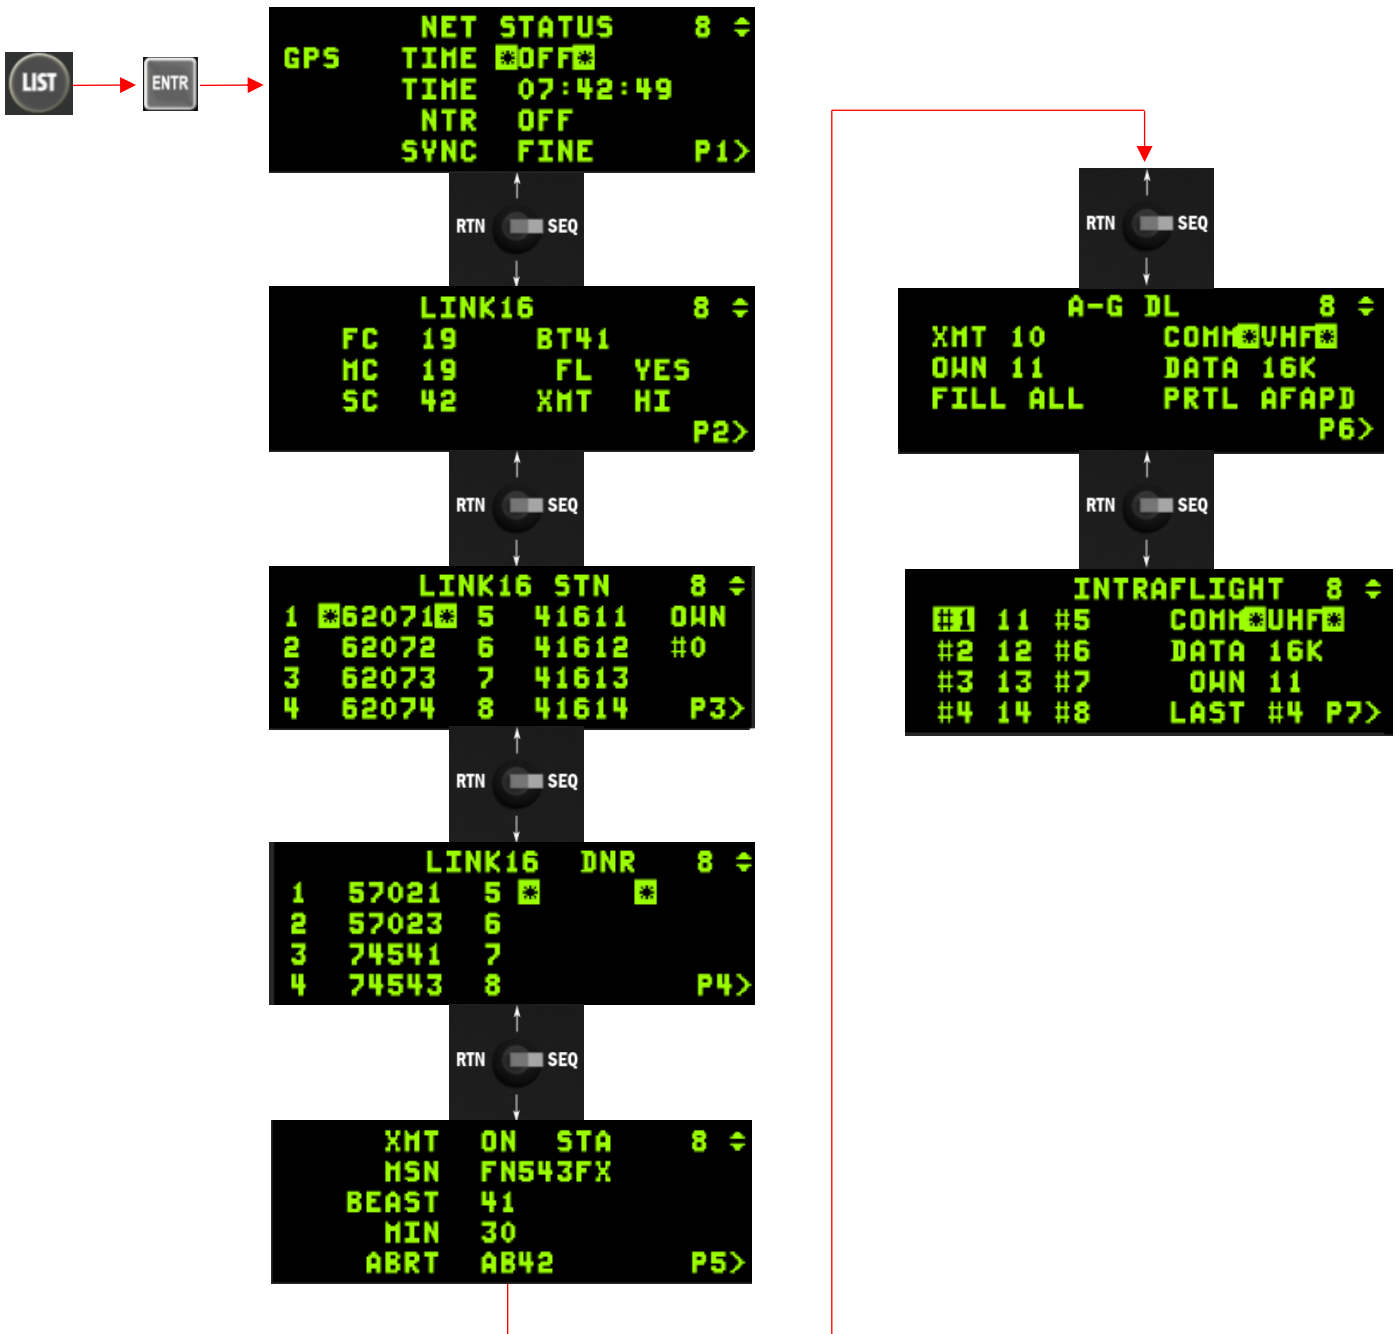 LIST
ENTR
NET STATUS 8
GPS TIME *OFF*
TIME 07:42:49
NTR OFF
SYNC FINE P1>
RTN SEQ
LINK16 8
FC 19 BT41
MC 19 FL YES
SC 42 XMT HI
P2>
RTN SEQ
LINK16 STN 8
1 *62071* 5 41611 OWN
2 62072 6 41612 #0
3 62073 7 41613
4 62074 8 41614 P3>
RTN SEQ
LINK16 DNR 8
1 57021 5 * *
2 57023 6
3 74541 7
4 74543 8 P4>
RTN SEQ
XMT ON STA 8
MSN FN543FX
BEAST 41
MIN 30
ABRT AB42 P5>
RTN SEQ
A-G DL 8
XMT 10 COMM*VHF*
OWN 11 DATA 16K
FILL ALL PRTL AFAPD
P6>
RTN SEQ
INTRAFLIGHT 8
#1 11 #5 COMM*UHF*
#2 12 #6 DATA 16K
#3 13 #7 OWN 11
#4 14 #8 LAST #4 P7>